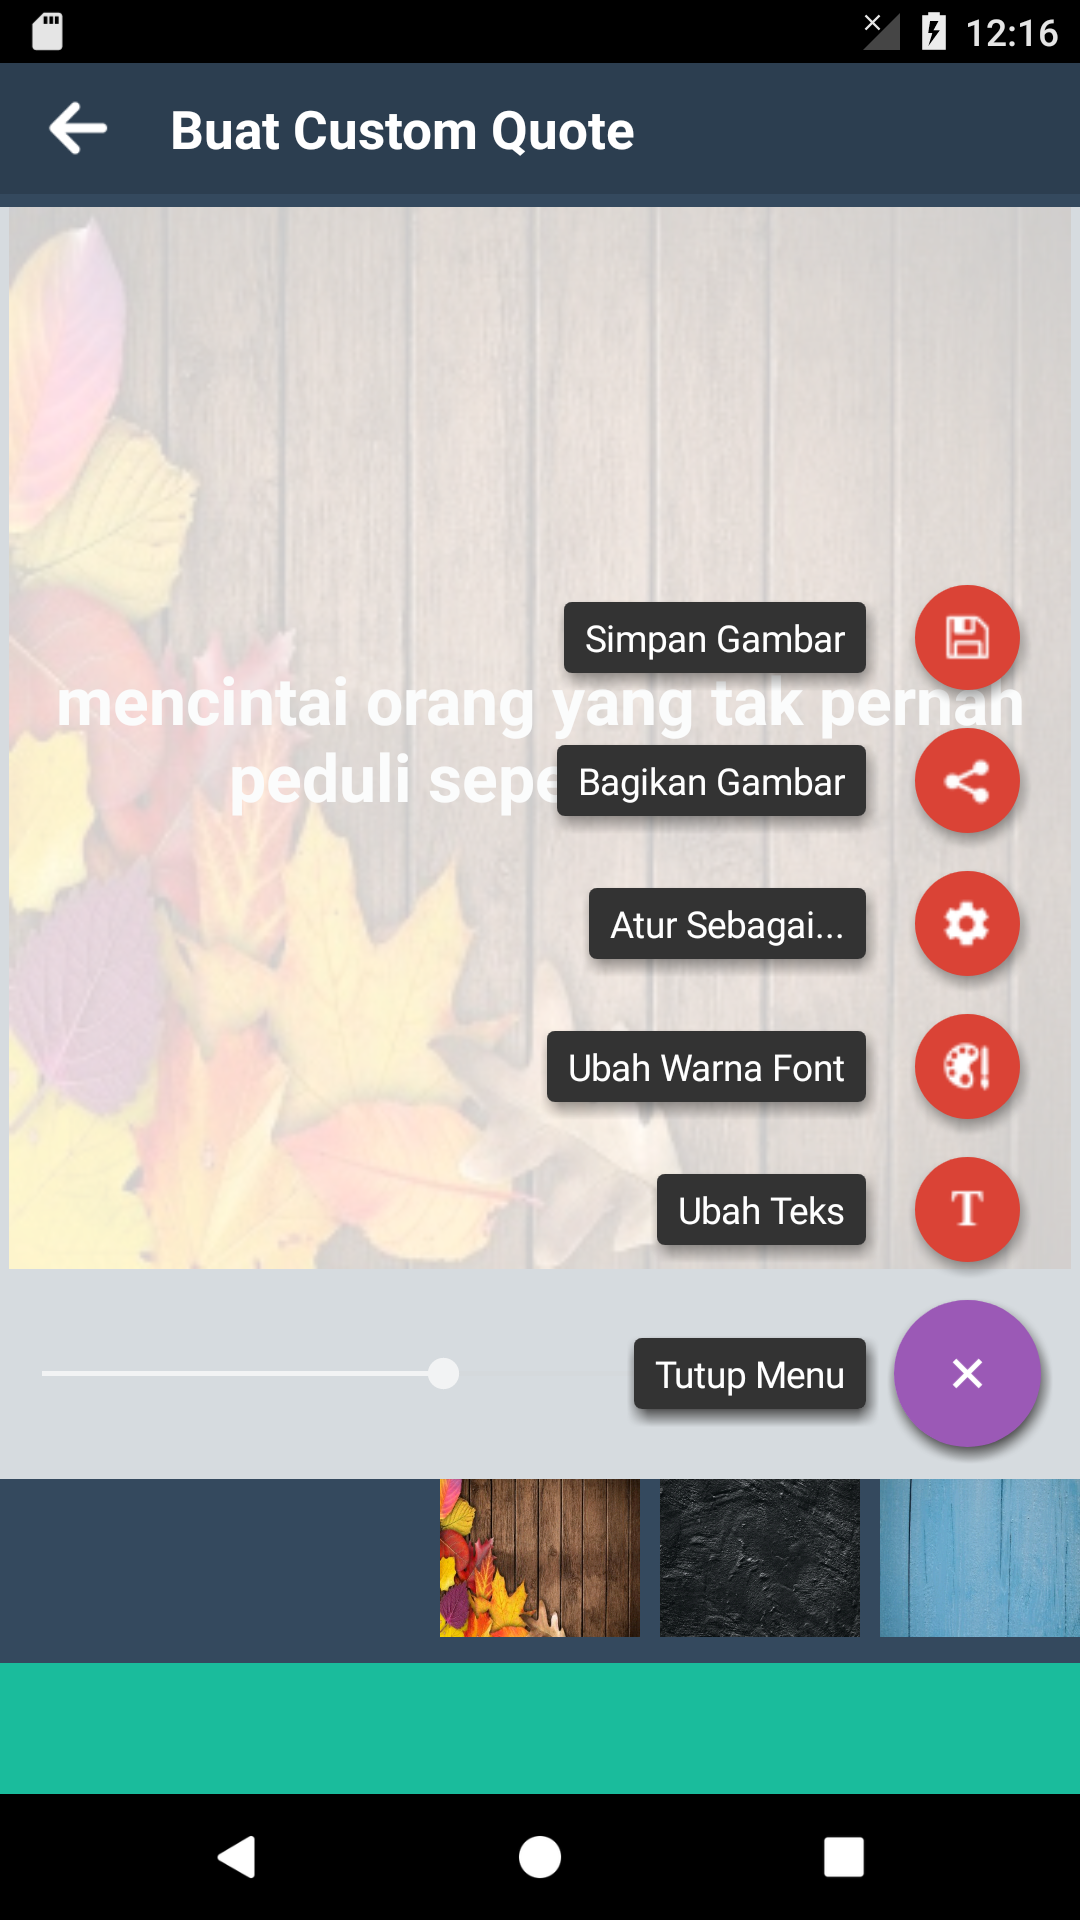 12:16
Buat Custom Quote
Simpan Gambar
mencintai orang yang tak pernah
peduli sepe
Bagikan Gambar
Atur Sebagai...
Ubah Warna Font
Ubah Teks
Tutup Menu